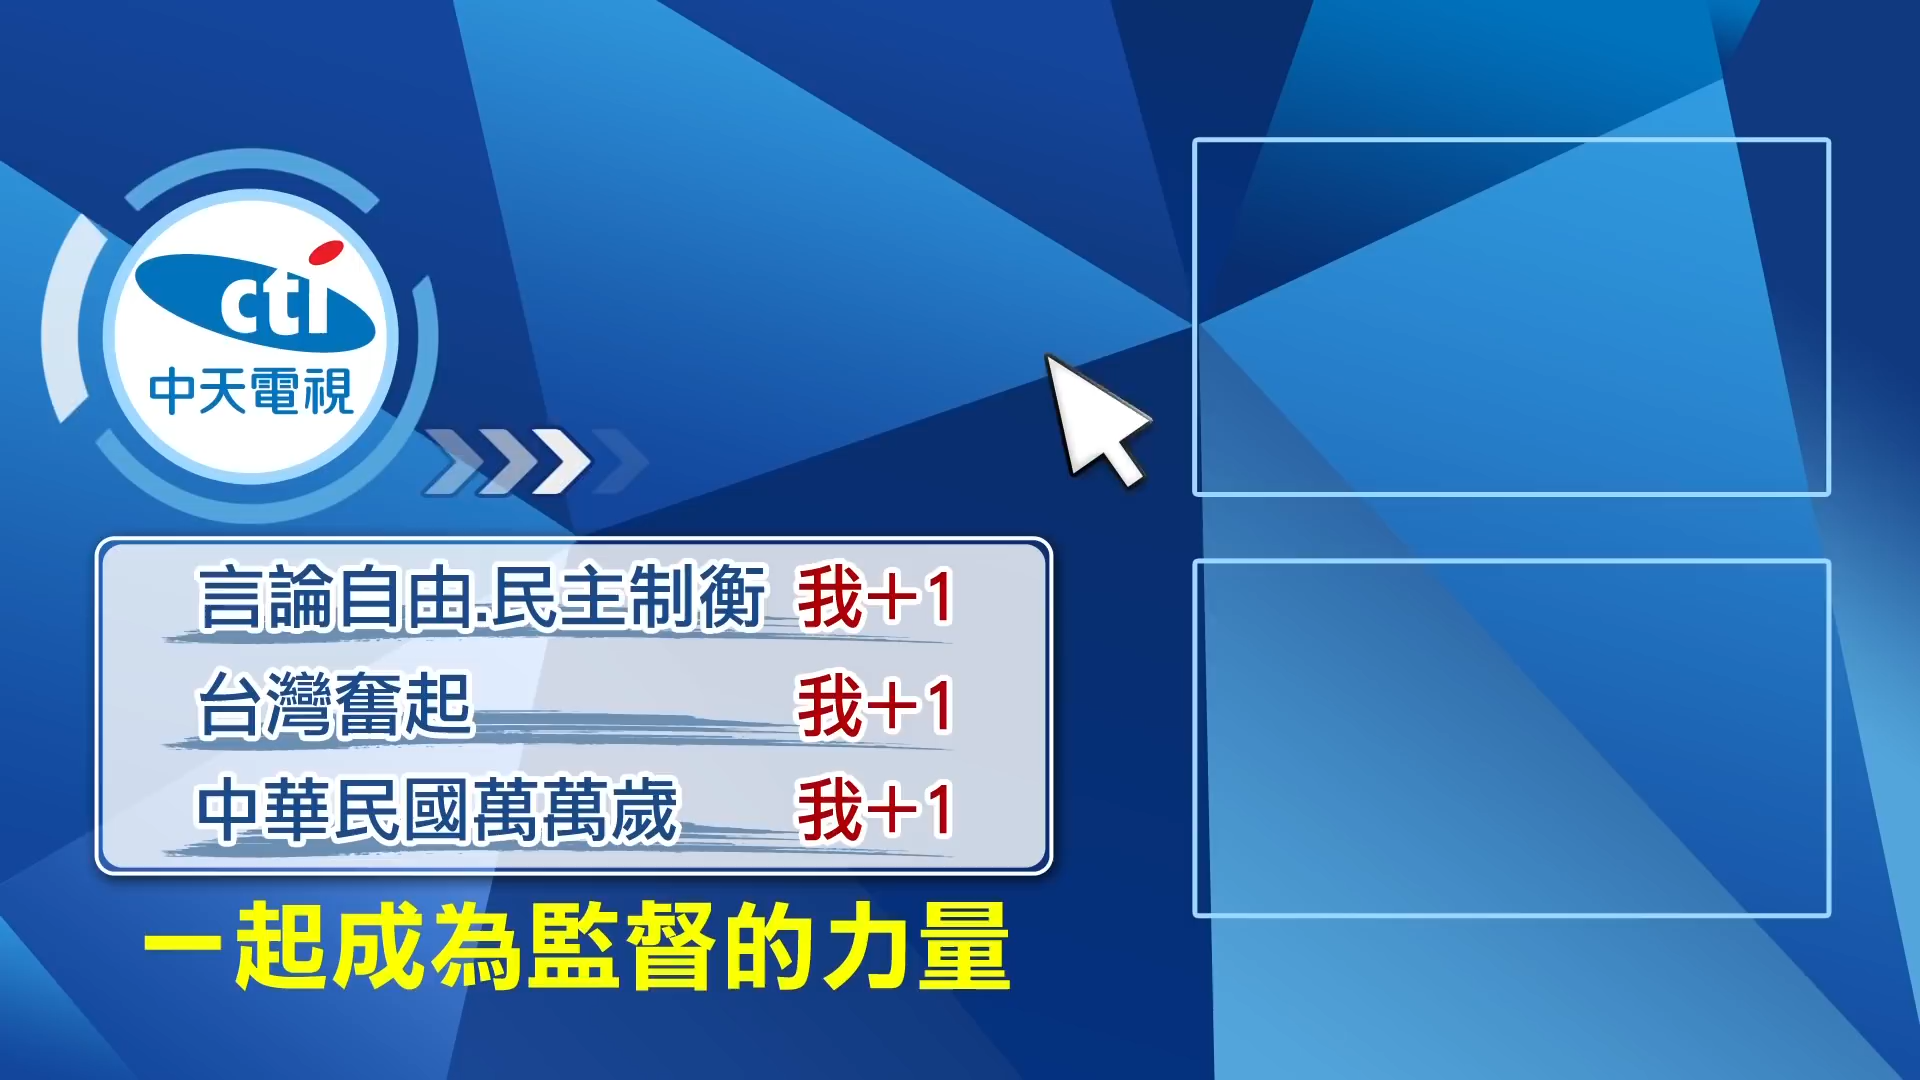 cti
中天電視
言論自由.民主制衡 我+1
台灣奮起 我+1
中華民國萬萬歲 我+1
一起成為監督的力量